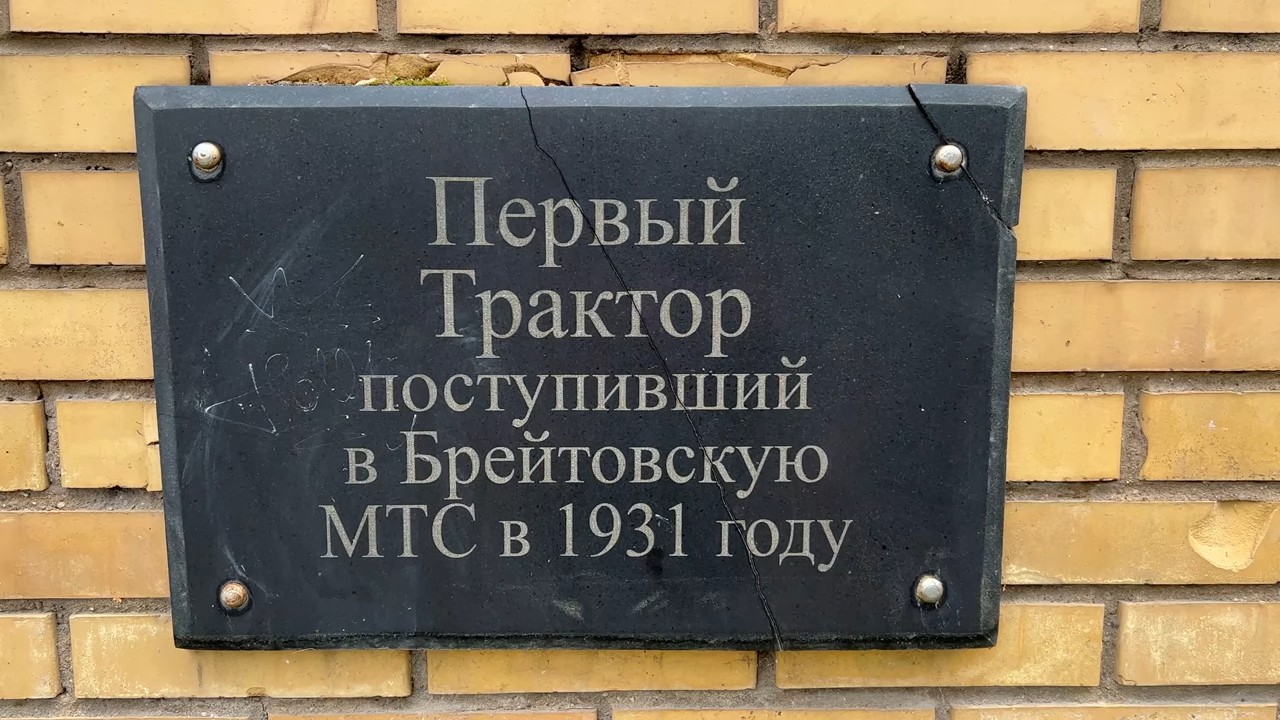 Первый
Трактор
поступивший
в Брейтовскую
МТС в 1931 году